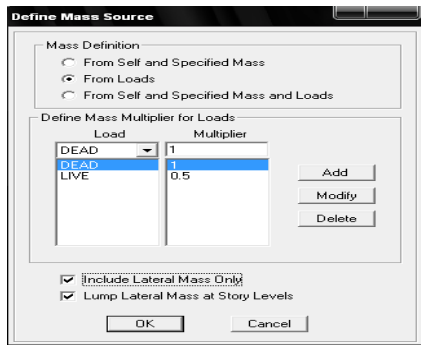 Define Mass Source
Mass Definition
From Self and Specified Mass
From Loads
From Self and Specified Mass and Loads
Define Mass Multiplier for Loads
Load Multiplier
DEAD 1
DEAD 1
LIVE 0.5
Add
Modify
Delete
Include Lateral Mass Only
Lump Lateral Mass at Story Levels
OK Cancel